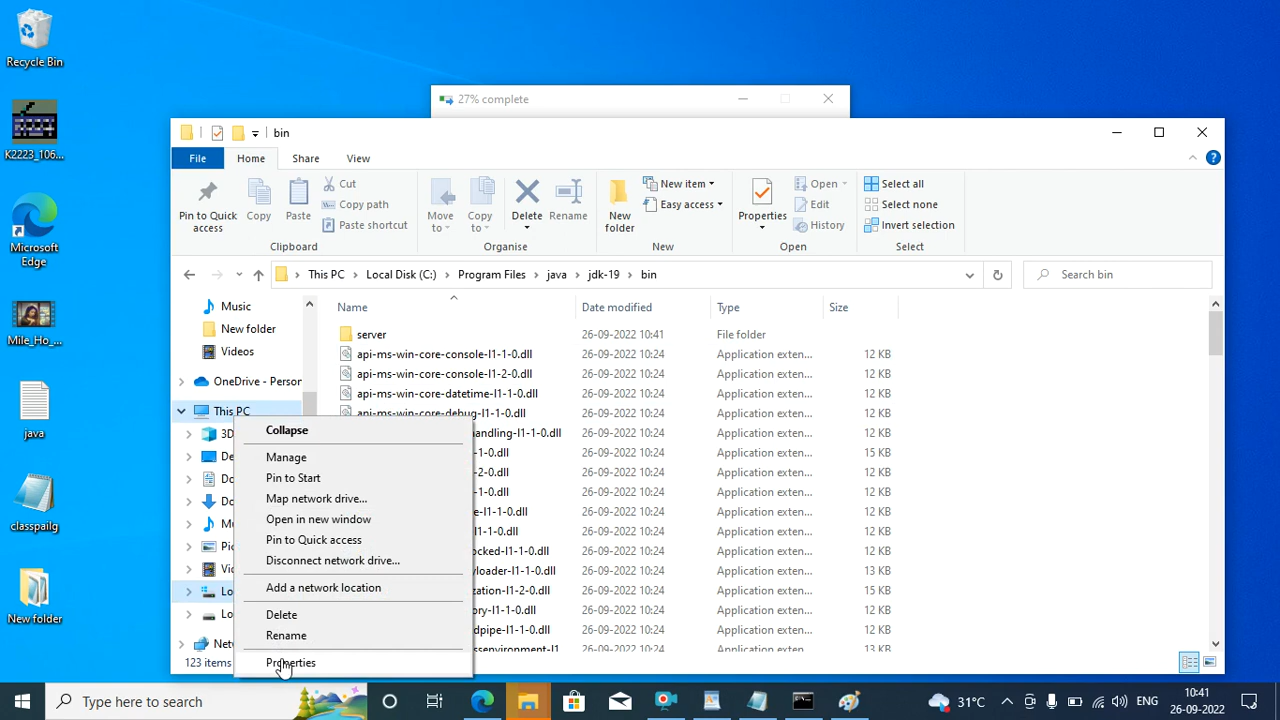 Recycle Bin
K2223_106...
Microsoft
Edge
Mile_Ho_...
java
classpailg
New folder
27% complete
bin
File
Home
Share
View
Pin to Quick
access
Copy
Paste
Cut
Copy path
Paste shortcut
Clipboard
Move
to
Copy
to
Delete
Rename
Organise
New
folder
New item
Easy access
New
Properties
Open
Edit
History
Open
Select all
Select none
Invert selection
Select
This PC
Local Disk (C:)
Program Files
java
jdk-19
bin
Search bin
Music
New folder
Videos
OneDrive - Person
This PC
3D
De
Do
D
Mu
Pic
Vid
Lo
Lo
Netw
Name
Date modified
Type
Size
server 26-09-2022 10:41 File folder
api-ms-win-core-console-l1-1-0.dll 26-09-2022 10:24 Application exten... 12 KB
api-ms-win-core-console-l1-2-0.dll 26-09-2022 10:24 Application exten... 12 KB
api-ms-win-core-datetime-l1-1-0.dll 26-09-2022 10:24 Application exten... 12 KB
api-ms-win-core-debug-l1-1-0.dll 26-09-2022 10:24 Application exten... 12 KB
handling-l1-1-0.dll 26-09-2022 10:24 Application exten... 12 KB
-1-0.dll 26-09-2022 10:24 Application exten... 15 KB
-2-0.dll 26-09-2022 10:24 Application exten... 12 KB
-1-0.dll 26-09-2022 10:24 Application exten... 12 KB
l1-1-0.dll 26-09-2022 10:24 Application exten... 12 KB
1-1-0.dll 26-09-2022 10:24 Application exten... 12 KB
ocked-l1-1-0.dll 26-09-2022 10:24 Application exten... 12 KB
yloader-l1-1-0.dll 26-09-2022 10:24 Application exten... 13 KB
zation-l1-2-0.dll 26-09-2022 10:24 Application exten... 15 KB
ry-l1-1-0.dll 26-09-2022 10:24 Application exten... 12 KB
dpipe-l1-1-0.dll 26-09-2022 10:24 Application exten... 12 KB
ssenvironment-l1 26-09-2022 10:24 Application exten... 13 KB
Collapse
Manage
Pin to Start
Map network drive...
Open in new window
Pin to Quick access
Disconnect network drive...
Add a network location
Delete
Rename
Properties
123 items
Type here to search
31°C
ENG
10:41
26-09-2022